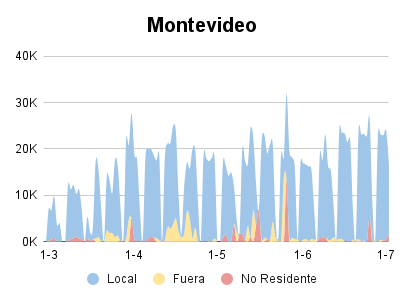 Montevideo
40K
30K
20K
10K
0K
1-3 1-4 1-5 1-6 1-7
Local Fuera No Residente